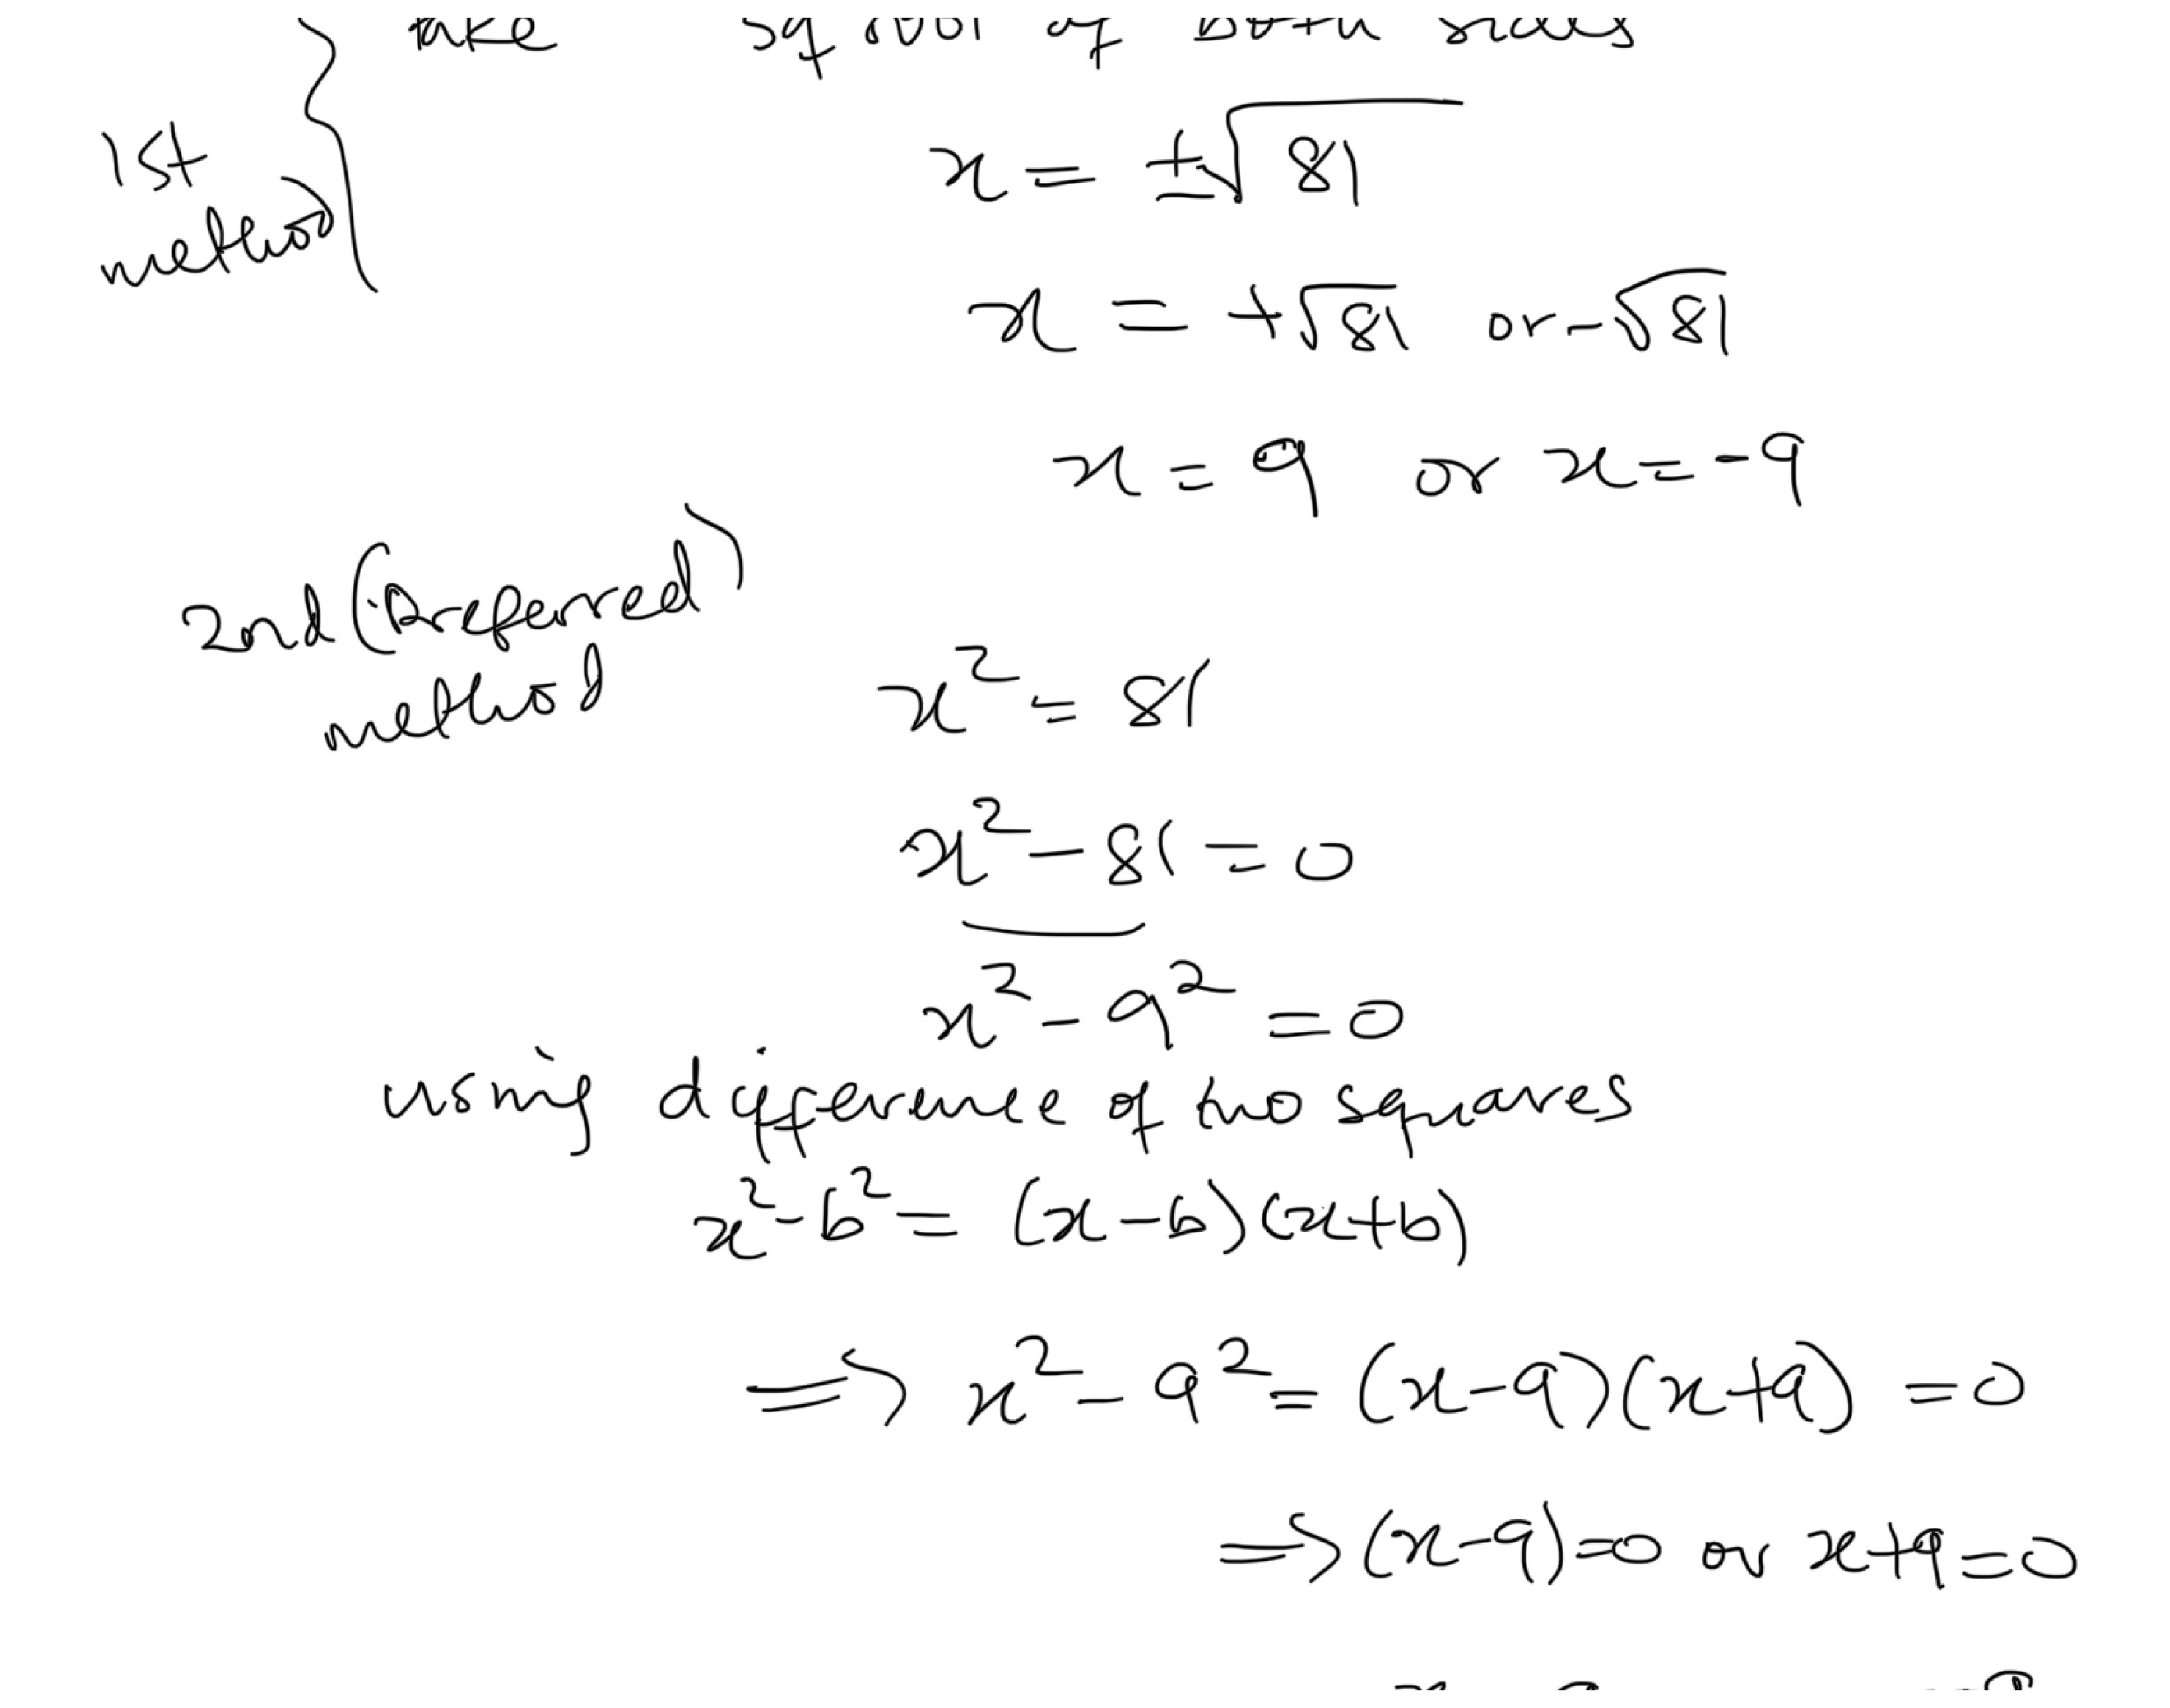 take sq root of both sides
1st
method
x = ±√81
x = +√81 or -√81
x = 9 or x = -9
2nd (Preferred)
method
x² = 81
x² - 81 = 0
x² - 9² = 0
using difference of two squares
x² - b² = (x-b)(x+b)
⟹ x² - 9² = (x-9)(x+9) = 0
⟹ (x-9)=0 or x+9=0